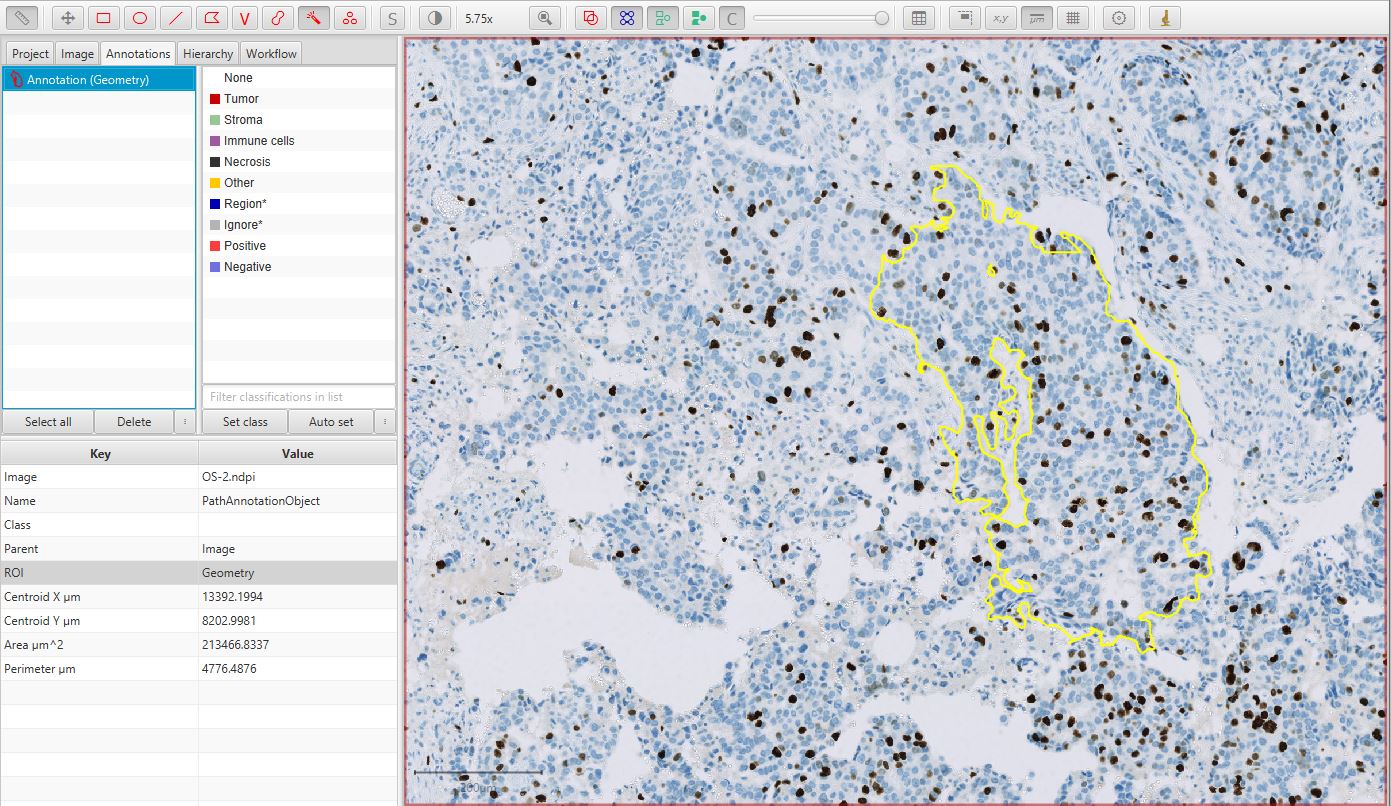 V
S
5.75x
C
x,y
µm
Project Image Annotations Hierarchy Workflow
Annotation (Geometry)
None
Tumor
Stroma
Immune cells
Necrosis
Other
Region*
Ignore*
Positive
Negative
Filter classifications in list
Select all Delete Set class Auto set
Key Value
Image OS-2.ndpi
Name PathAnnotationObject
Class
Parent Image
ROI Geometry
Centroid X µm 13392.1994
Centroid Y µm 8202.9981
Area µm^2 213466.8337
Perimeter µm 4776.4876
200µm